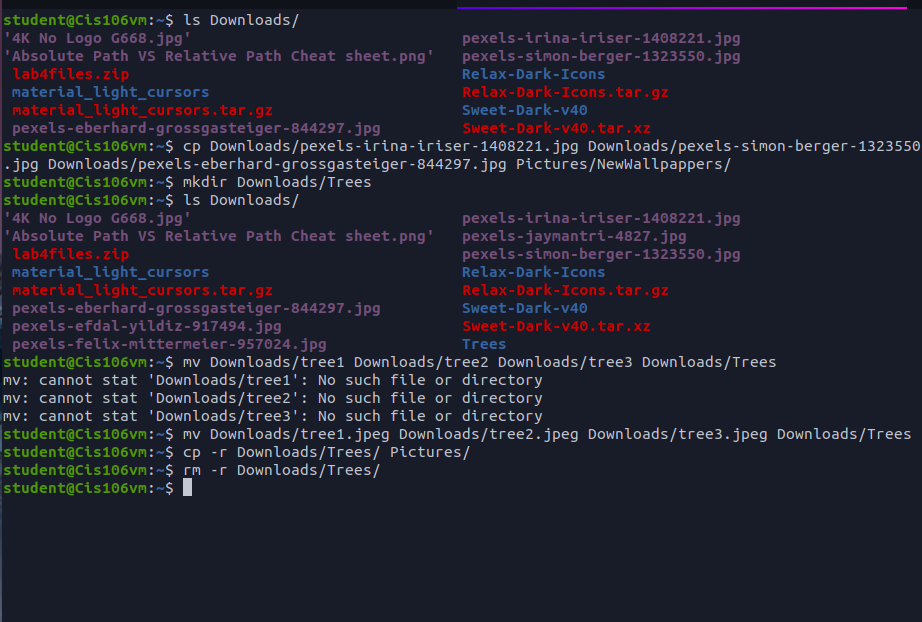 student@Cis106vm:~$ ls Downloads/
'4K No Logo G668.jpg' pexels-irina-iriser-1408221.jpg
'Absolute Path VS Relative Path Cheat sheet.png' pexels-simon-berger-1323550.jpg
lab4files.zip Relax-Dark-Icons
material_light_cursors Relax-Dark-Icons.tar.gz
material_light_cursors.tar.gz Sweet-Dark-v40
pexels-eberhard-grossgasteiger-844297.jpg Sweet-Dark-v40.tar.xz
student@Cis106vm:~$ cp Downloads/pexels-irina-iriser-1408221.jpg Downloads/pexels-simon-berger-1323550
.jpg Downloads/pexels-eberhard-grossgasteiger-844297.jpg Pictures/NewWallpappers/
student@Cis106vm:~$ mkdir Downloads/Trees
student@Cis106vm:~$ ls Downloads/
'4K No Logo G668.jpg' pexels-irina-iriser-1408221.jpg
'Absolute Path VS Relative Path Cheat sheet.png' pexels-jaymantri-4827.jpg
lab4files.zip pexels-simon-berger-1323550.jpg
material_light_cursors Relax-Dark-Icons
material_light_cursors.tar.gz Relax-Dark-Icons.tar.gz
pexels-eberhard-grossgasteiger-844297.jpg Sweet-Dark-v40
pexels-efdal-yildiz-917494.jpg Sweet-Dark-v40.tar.xz
pexels-felix-mittermeier-957024.jpg Trees
student@Cis106vm:~$ mv Downloads/tree1 Downloads/tree2 Downloads/tree3 Downloads/Trees
mv: cannot stat 'Downloads/tree1': No such file or directory
mv: cannot stat 'Downloads/tree2': No such file or directory
mv: cannot stat 'Downloads/tree3': No such file or directory
student@Cis106vm:~$ mv Downloads/tree1.jpeg Downloads/tree2.jpeg Downloads/tree3.jpeg Downloads/Trees
student@Cis106vm:~$ cp -r Downloads/Trees/ Pictures/
student@Cis106vm:~$ rm -r Downloads/Trees/
student@Cis106vm:~$